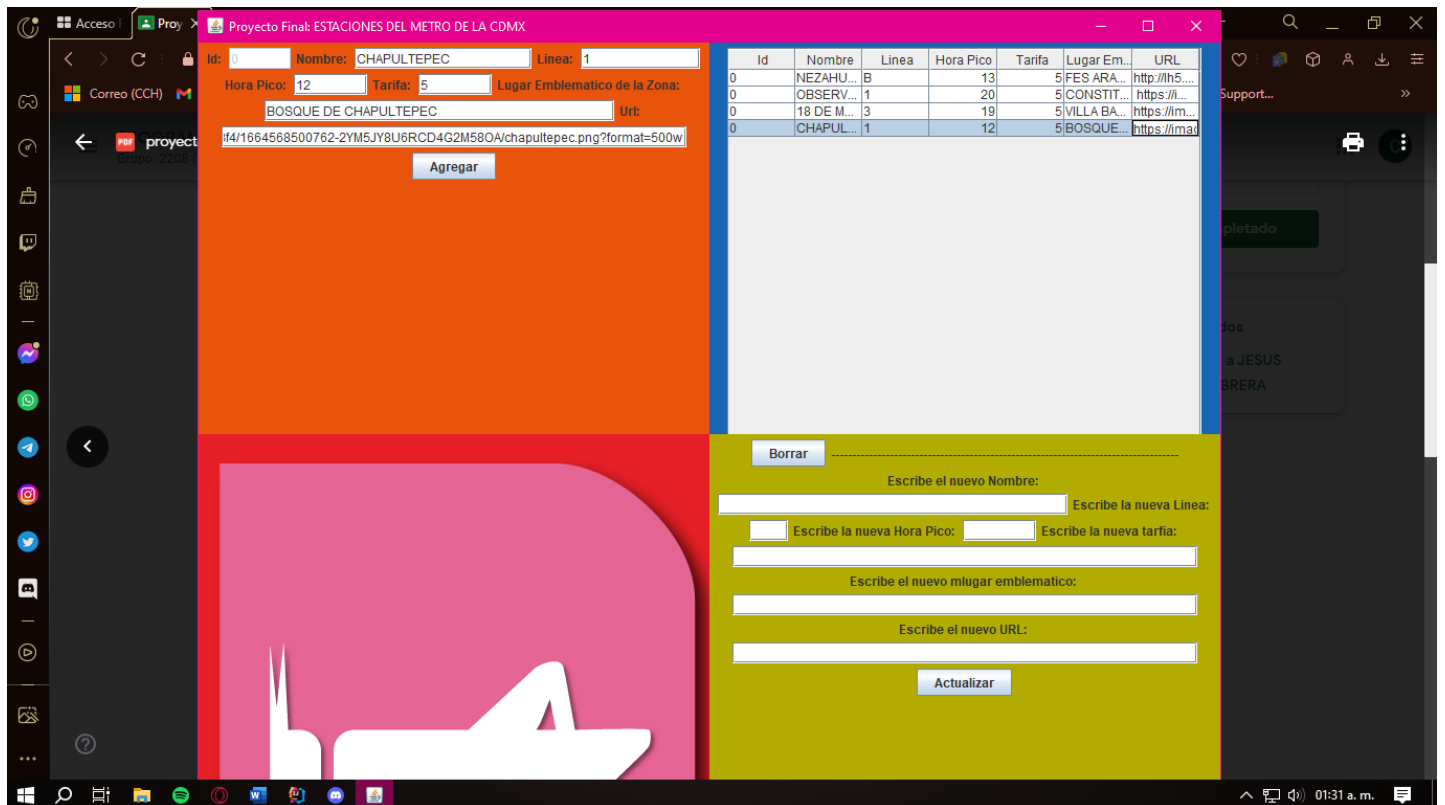 Acceso
Proy
Proyecto Final: ESTACIONES DEL METRO DE LA CDMX
Correo (CCH)
Support...
PDF proyect
Grupo: 2208
Id: 0 Nombre: CHAPULTEPEC Linea: 1
Hora Pico: 12 Tarifa: 5 Lugar Emblematico de la Zona:
BOSQUE DE CHAPULTEPEC Url:
f4/1664568500762-2YM5JY8U6RCD4G2M58OA/chapultepec.png?format=500w
Agregar
Id Nombre Linea Hora Pico Tarifa Lugar Em... URL
0 NEZAHU... B 13 5 FES ARA... http://lh5....
0 OBSERV... 1 20 5 CONSTIT... https://i...
0 18 DE M... 3 19 5 VILLA BA... https://im...
0 CHAPUL... 1 12 5 BOSQUE... https://imag
pletado
dos
a JESUS
BRERA
Borrar ------------------------------------------------------------
Escribe el nuevo Nombre:
Escribe la nueva Linea:
Escribe la nueva Hora Pico: Escribe la nueva tarfia:
Escribe el nuevo mlugar emblematico:
Escribe el nuevo URL:
Actualizar
01:31 a. m.